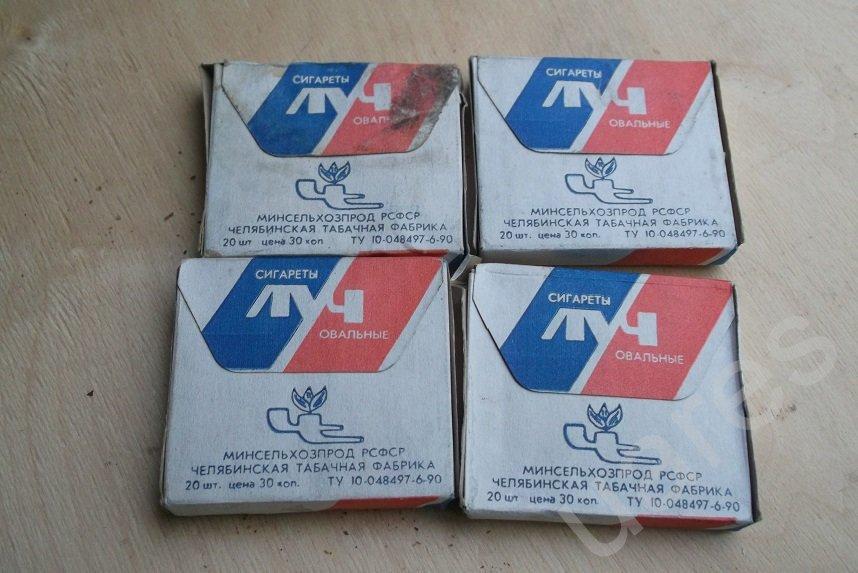 СИГАРЕТЫ
ЛУЧ
МИНСЕЛЬХОЗПРОД РСФСР
ЧЕЛЯБИНСКАЯ ТАБАЧНАЯ ФАБРИКА
20 шт цена 30 коп. ТУ 10-048497-6-90
СИГАРЕТЫ
ЛУЧ
ОВАЛЬНЫЕ
МИНСЕЛЬХОЗПРОД РСФСР
ЧЕЛЯБИНСКАЯ ТАБАЧНАЯ ФАБРИКА
20 шт. цена 30 коп. ТУ 10-048497-6-90
СИГАРЕТЫ
ЛУЧ
ОВАЛЬНЫЕ
МИНСЕЛЬХОЗПРОД РСФСР
ЧЕЛЯБИНСКАЯ ТАБАЧНАЯ ФАБРИКА
20 шт. цена 30 коп. ТУ 10-048497-6-90
СИГАРЕТЫ
ЛУЧ
ОВАЛЬНЫЕ
МИНСЕЛЬХОЗПРОД РСФСР
ЧЕЛЯБИНСКАЯ ТАБАЧНАЯ ФАБРИКА
20 шт. цена 30 коп. ТУ 10-048497-6-90